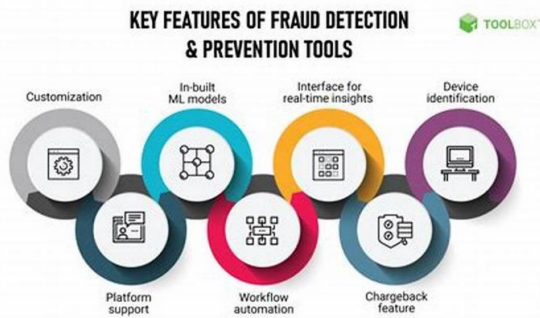 KEY FEATURES OF FRAUD DETECTION
& PREVENTION TOOLS
TOOLBOX
Customization
In-built
ML models
Interface for
real-time insights
Device
identification
Platform
support
Workflow
automation
Chargeback
feature